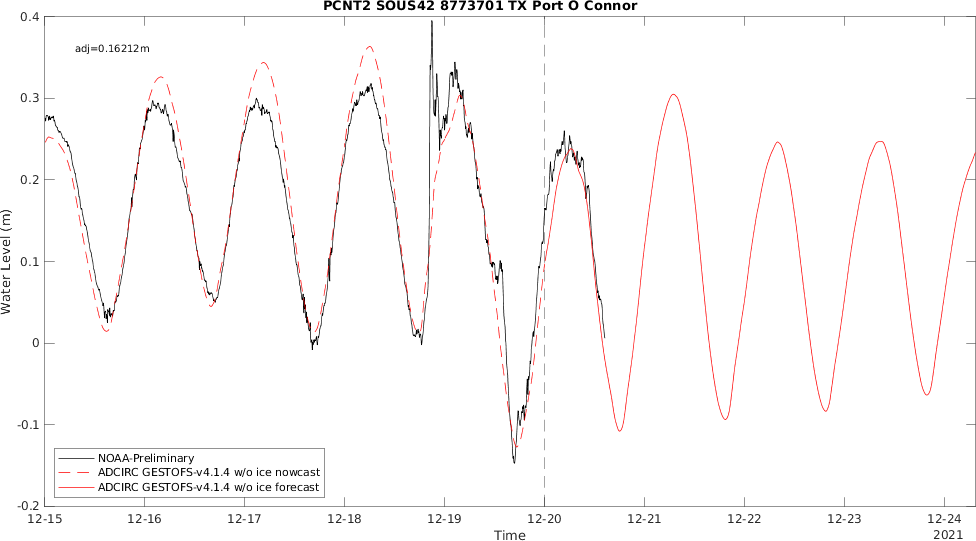 PCNT2 SOUS42 8773701 TX Port O Connor
adj=0.16212m
0.4
0.3
0.2
0.1
0
-0.1
-0.2
Water Level (m)
NOAA-Preliminary
ADCIRC GESTOFS-v4.1.4 w/o ice nowcast
ADCIRC GESTOFS-v4.1.4 w/o ice forecast
12-15 12-16 12-17 12-18 12-19 12-20 12-21 12-22 12-23 12-24
Time
2021